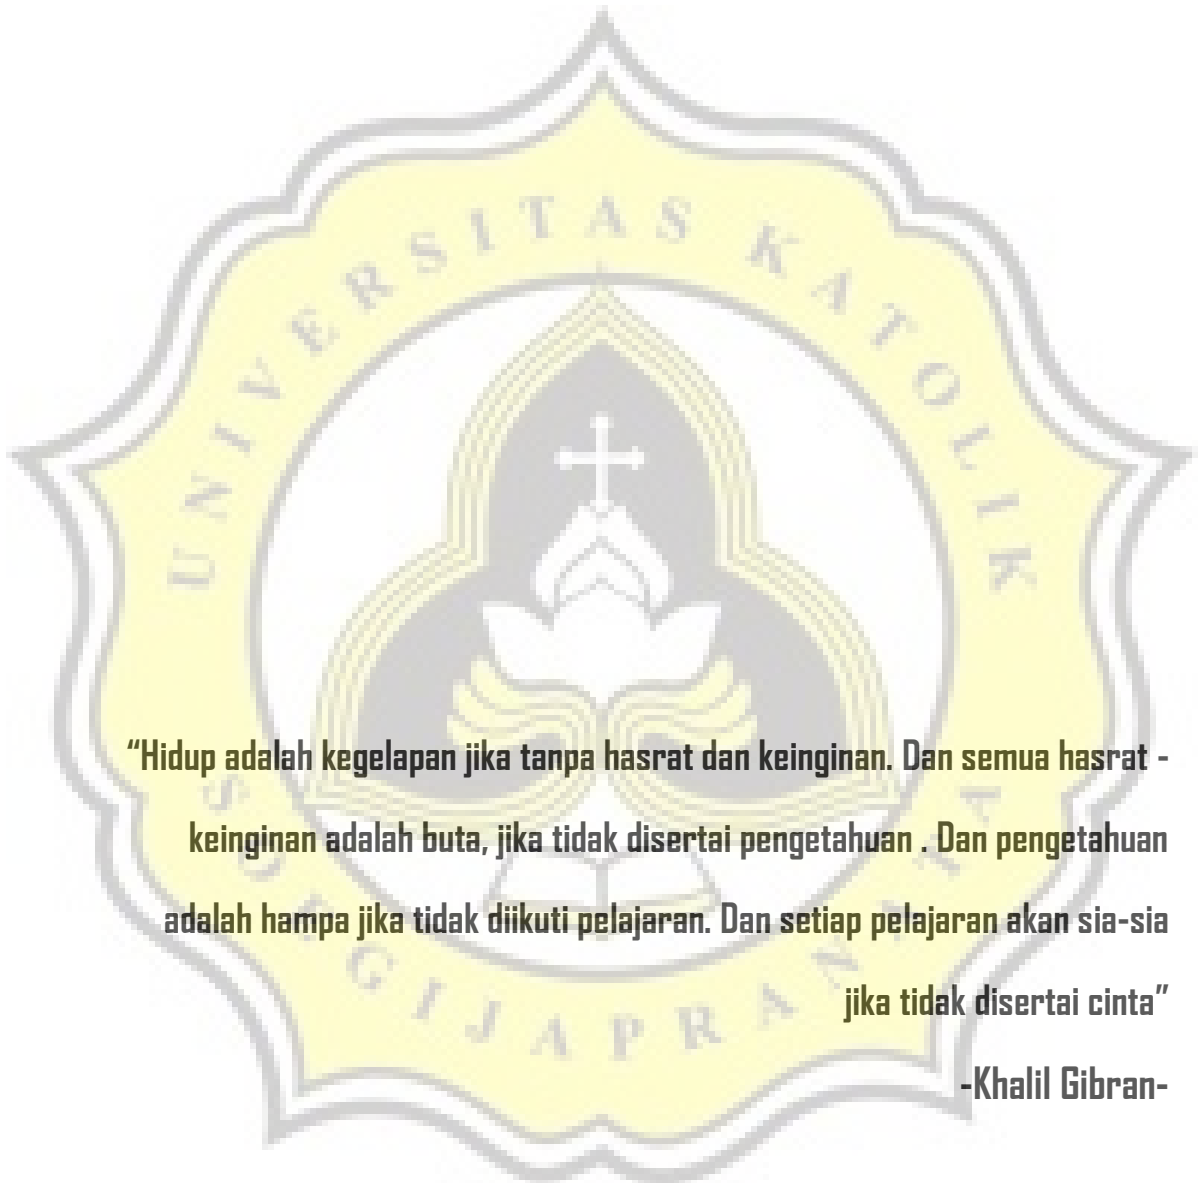 UNIVERSITAS KATOLIK
“Hidup adalah kegelapan jika tanpa hasrat dan keinginan. Dan semua hasrat -
keinginan adalah buta, jika tidak disertai pengetahuan . Dan pengetahuan
adalah hampa jika tidak diikuti pelajaran. Dan setiap pelajaran akan sia-sia
jika tidak disertai cinta”
-Khalil Gibran-
SOEGIJAPRANATA